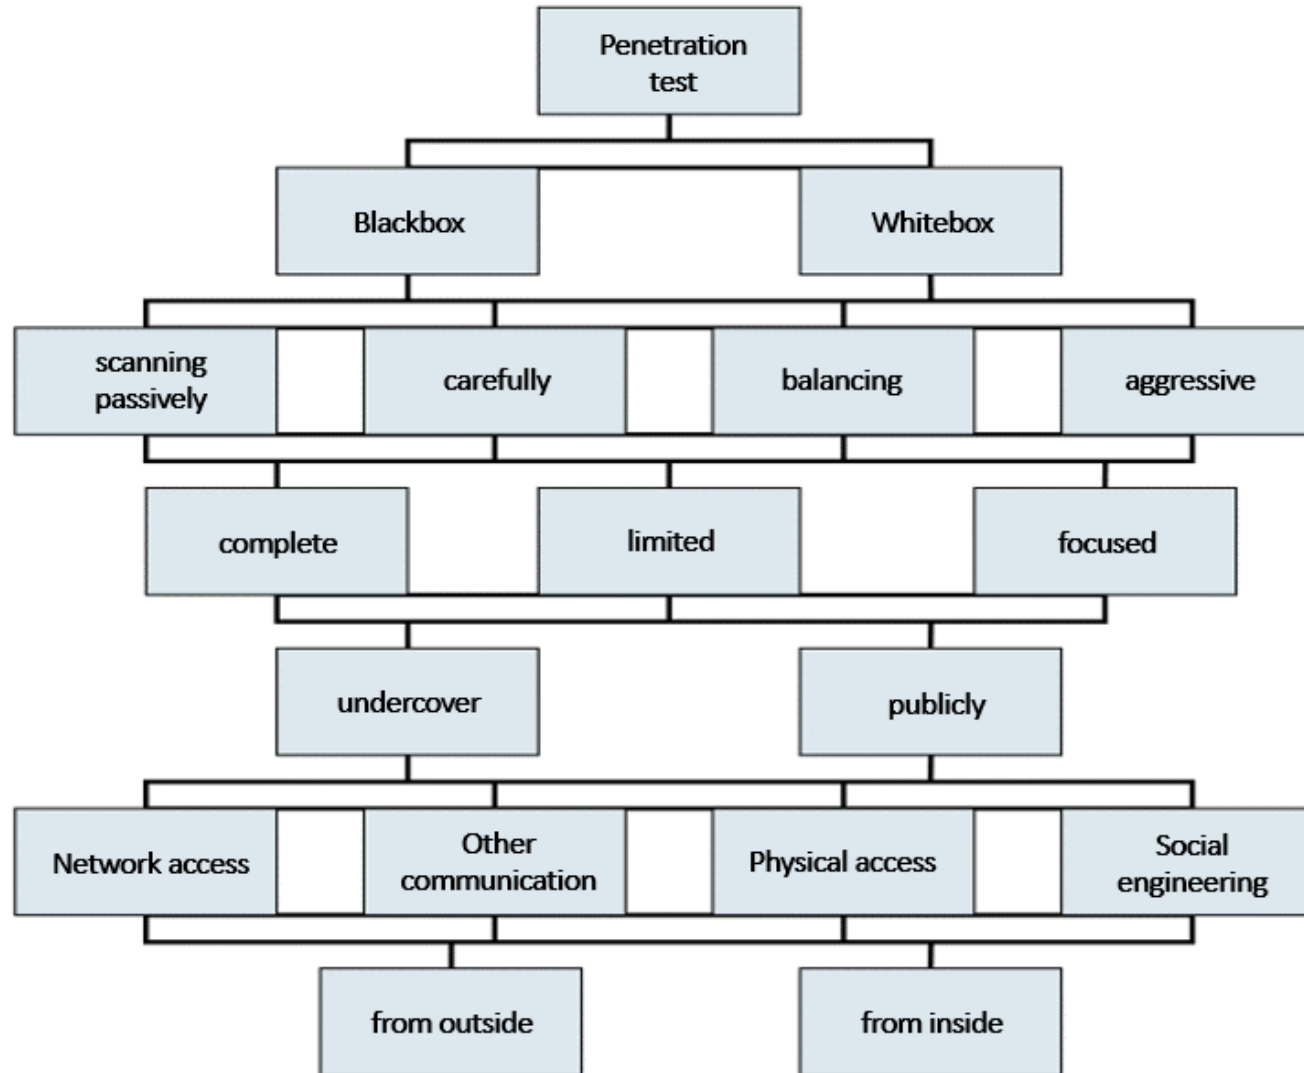 Penetration
test
Blackbox
Whitebox
scanning
passively
carefully
balancing
aggressive
complete
limited
focused
undercover
publicly
Network access
Other
communication
Physical access
Social
engineering
from outside
from inside